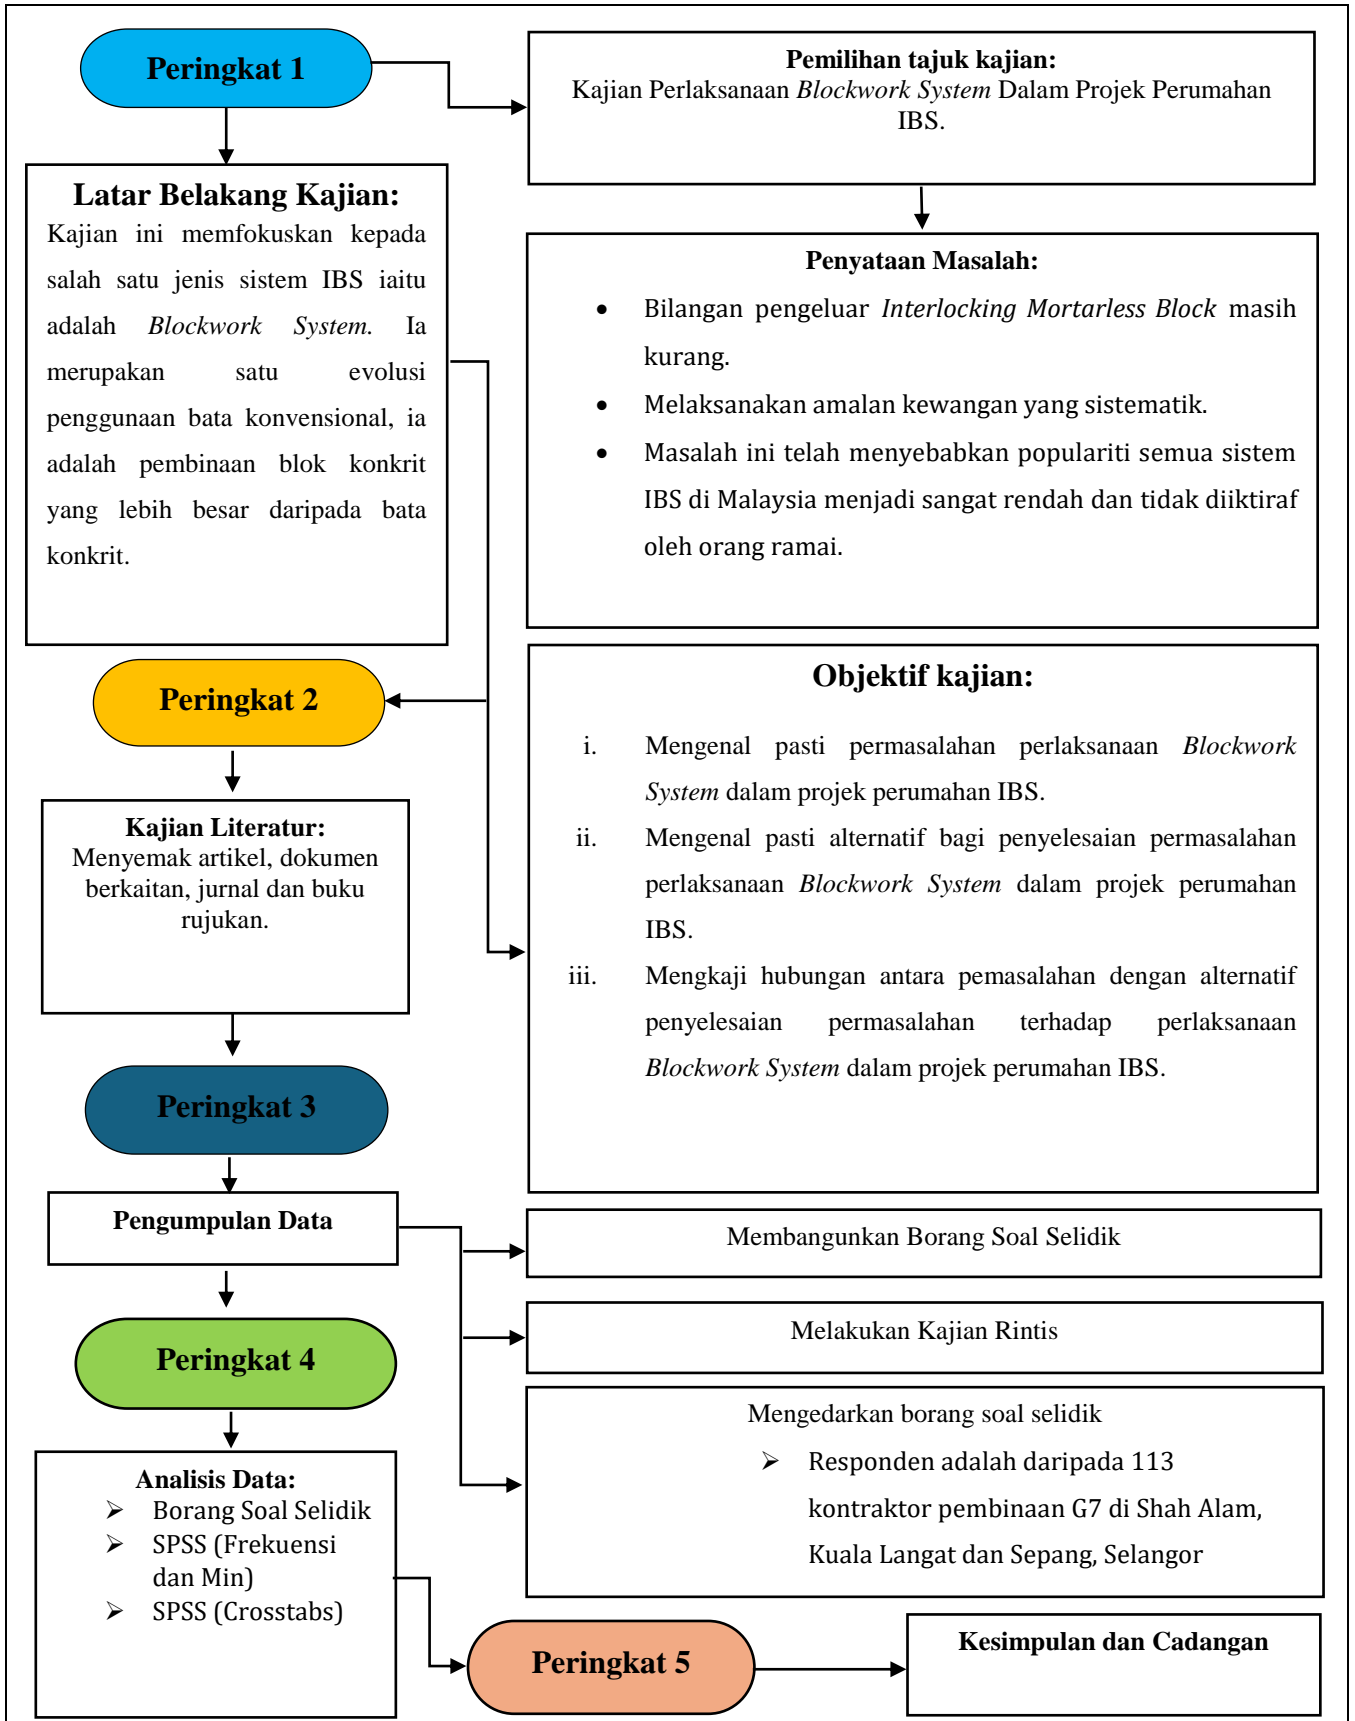 Peringkat 1
Pemilihan tajuk kajian:
Kajian Perlaksanaan Blockwork System Dalam Projek Perumahan
IBS.
Latar Belakang Kajian:
Kajian ini memfokuskan kepada
salah satu jenis sistem IBS iaitu
adalah Blockwork System. Ia
merupakan satu evolusi
penggunaan bata konvensional, ia
adalah pembinaan blok konkrit
yang lebih besar daripada bata
konkrit.
Penyataan Masalah:
• Bilangan pengeluar Interlocking Mortarless Block masih
kurang.
• Melaksanakan amalan kewangan yang sistematik.
• Masalah ini telah menyebabkan populariti semua sistem
IBS di Malaysia menjadi sangat rendah dan tidak diiktiraf
oleh orang ramai.
Peringkat 2
Objektif kajian:
i. Mengenal pasti permasalahan perlaksanaan Blockwork
System dalam projek perumahan IBS.
ii. Mengenal pasti alternatif bagi penyelesaian permasalahan
perlaksanaan Blockwork System dalam projek perumahan
IBS.
iii. Mengkaji hubungan antara pemasalahan dengan alternatif
penyelesaian permasalahan terhadap perlaksanaan
Blockwork System dalam projek perumahan IBS.
Kajian Literatur:
Menyemak artikel, dokumen
berkaitan, jurnal dan buku
rujukan.
Peringkat 3
Pengumpulan Data
Membangunkan Borang Soal Selidik
Melakukan Kajian Rintis
Mengedarkan borang soal selidik
➢ Responden adalah daripada 113
kontraktor pembinaan G7 di Shah Alam,
Kuala Langat dan Sepang, Selangor
Peringkat 4
Analisis Data:
➢ Borang Soal Selidik
➢ SPSS (Frekuensi
dan Min)
➢ SPSS (Crosstabs)
Peringkat 5
Kesimpulan dan Cadangan